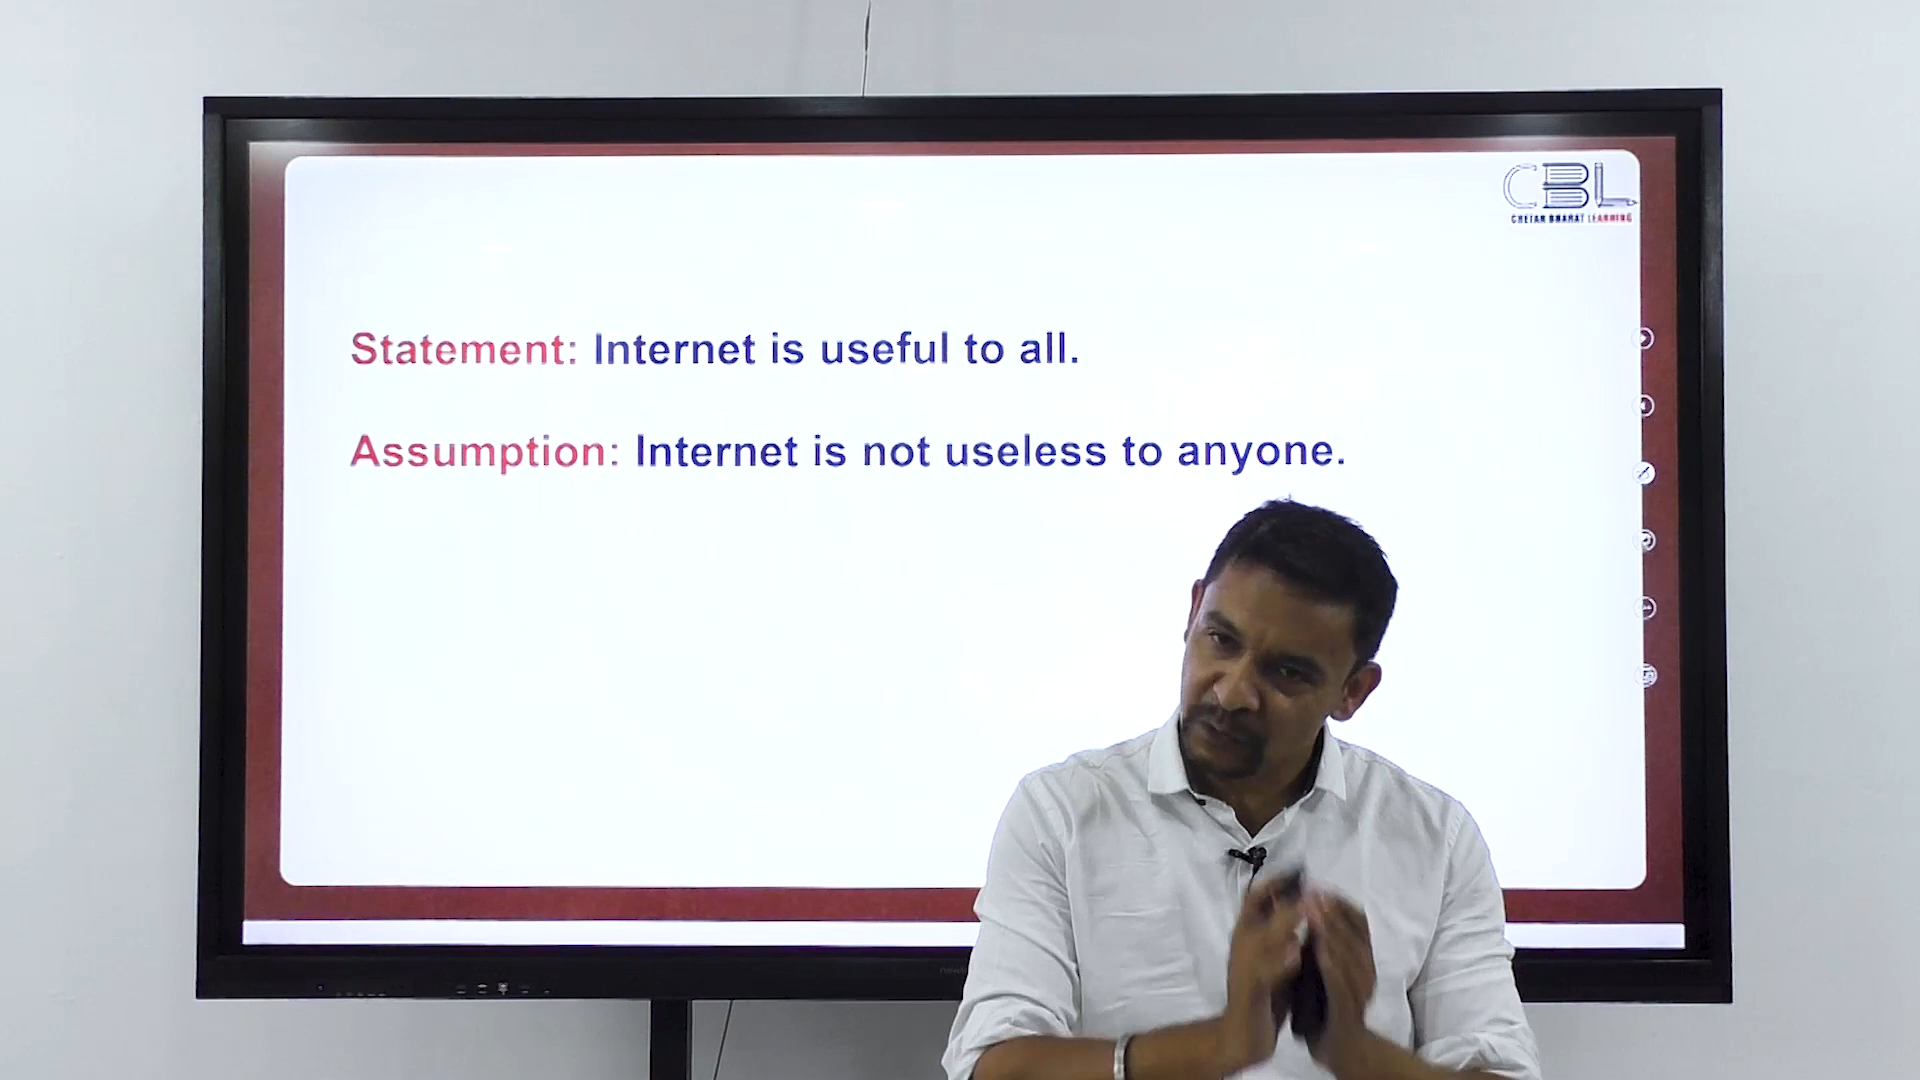 CBL
CHETAN BHARAT LEARNING
Statement: Internet is useful to all.
Assumption: Internet is not useless to anyone.